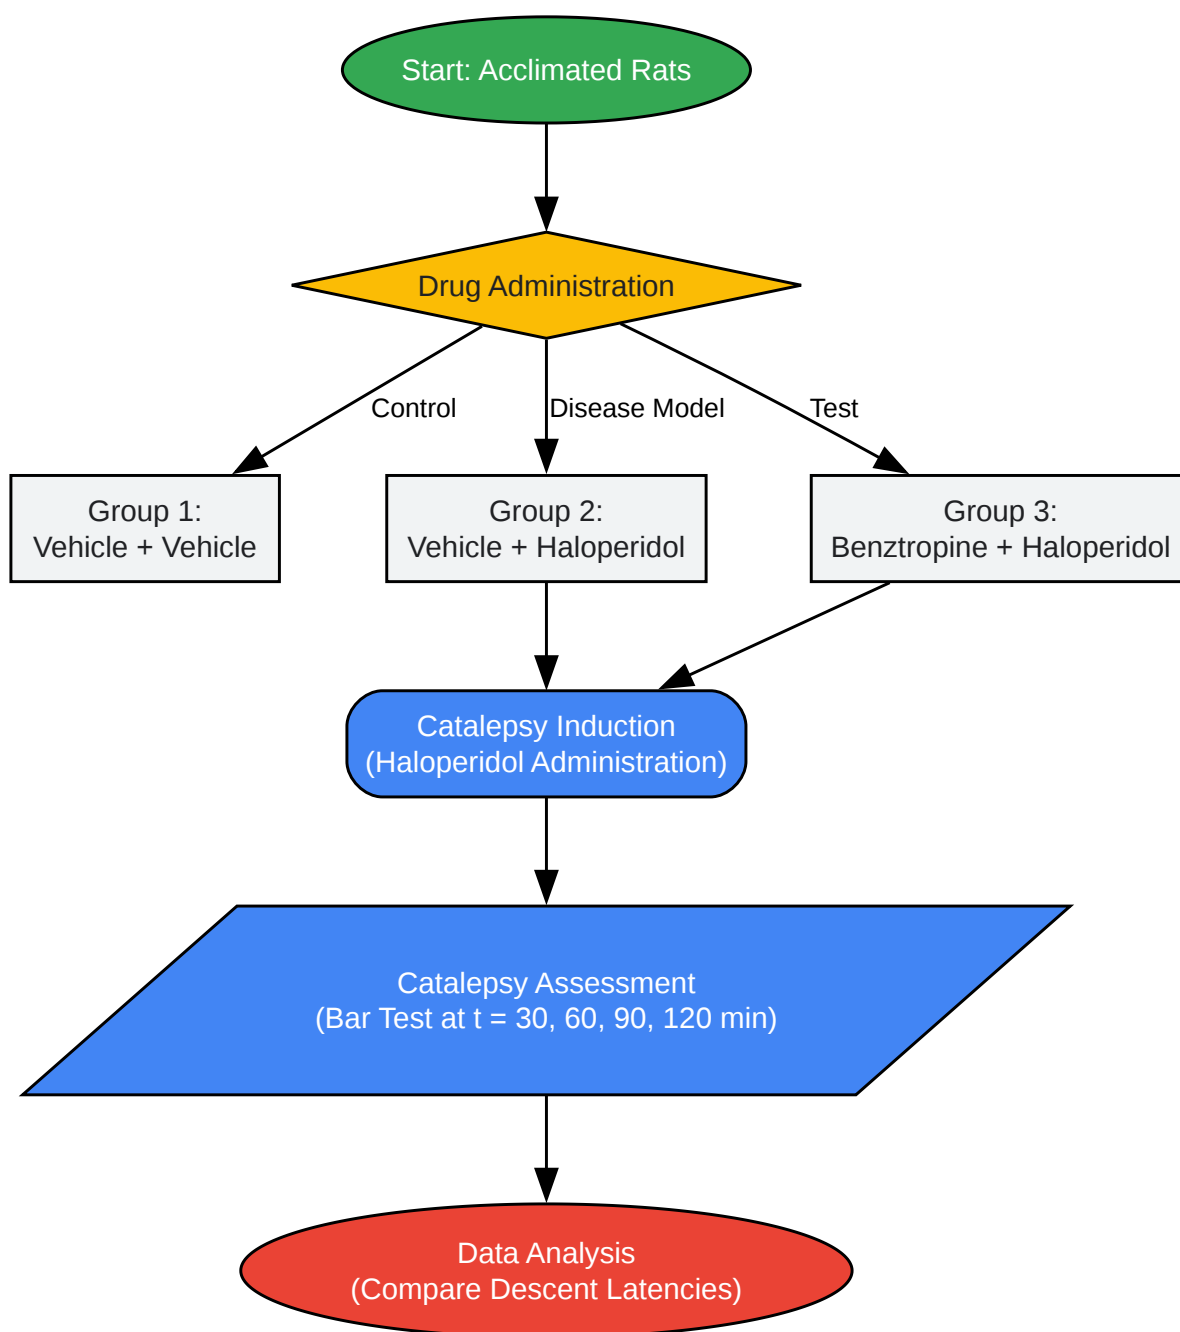 Start: Acclimated Rats
Drug Administration
Control
Disease Model
Test
Group 1:
Vehicle + Vehicle
Group 2:
Vehicle + Haloperidol
Group 3:
Benztropine + Haloperidol
Catalepsy Induction
(Haloperidol Administration)
Catalepsy Assessment
(Bar Test at t = 30, 60, 90, 120 min)
Data Analysis
(Compare Descent Latencies)